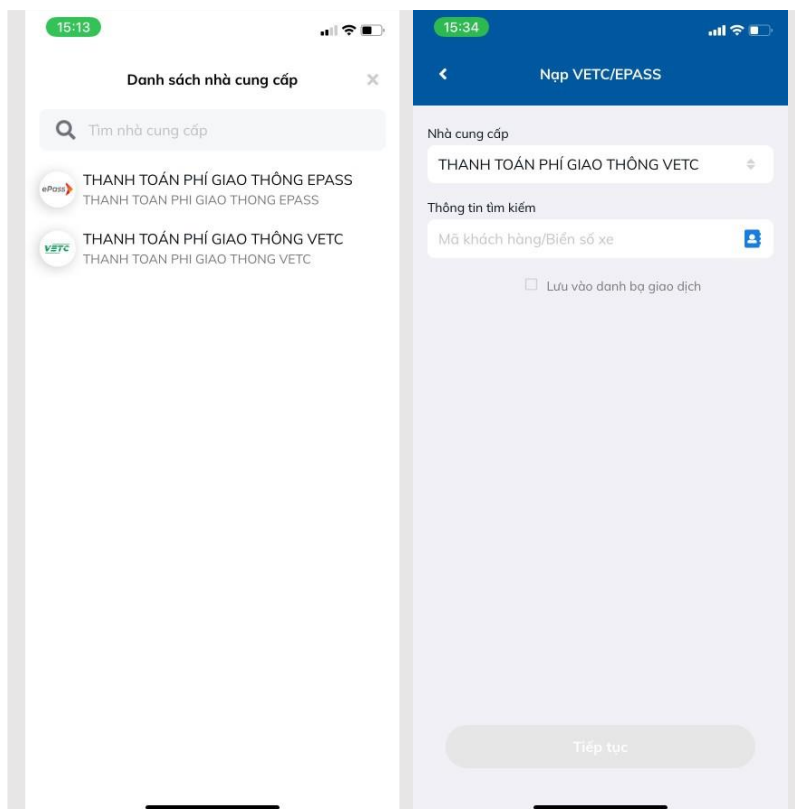 15:13
Danh sách nhà cung cấp
Tìm nhà cung cấp
ePass
THANH TOÁN PHÍ GIAO THÔNG EPASS
THANH TOAN PHI GIAO THONG EPASS
VETC
THANH TOÁN PHÍ GIAO THÔNG VETC
THANH TOAN PHI GIAO THONG VETC
15:34
Nạp VETC/EPASS
Nhà cung cấp
THANH TOÁN PHÍ GIAO THÔNG VETC
Thông tin tìm kiếm
Mã khách hàng/Biển số xe
Lưu vào danh bạ giao dịch
Tiếp tục